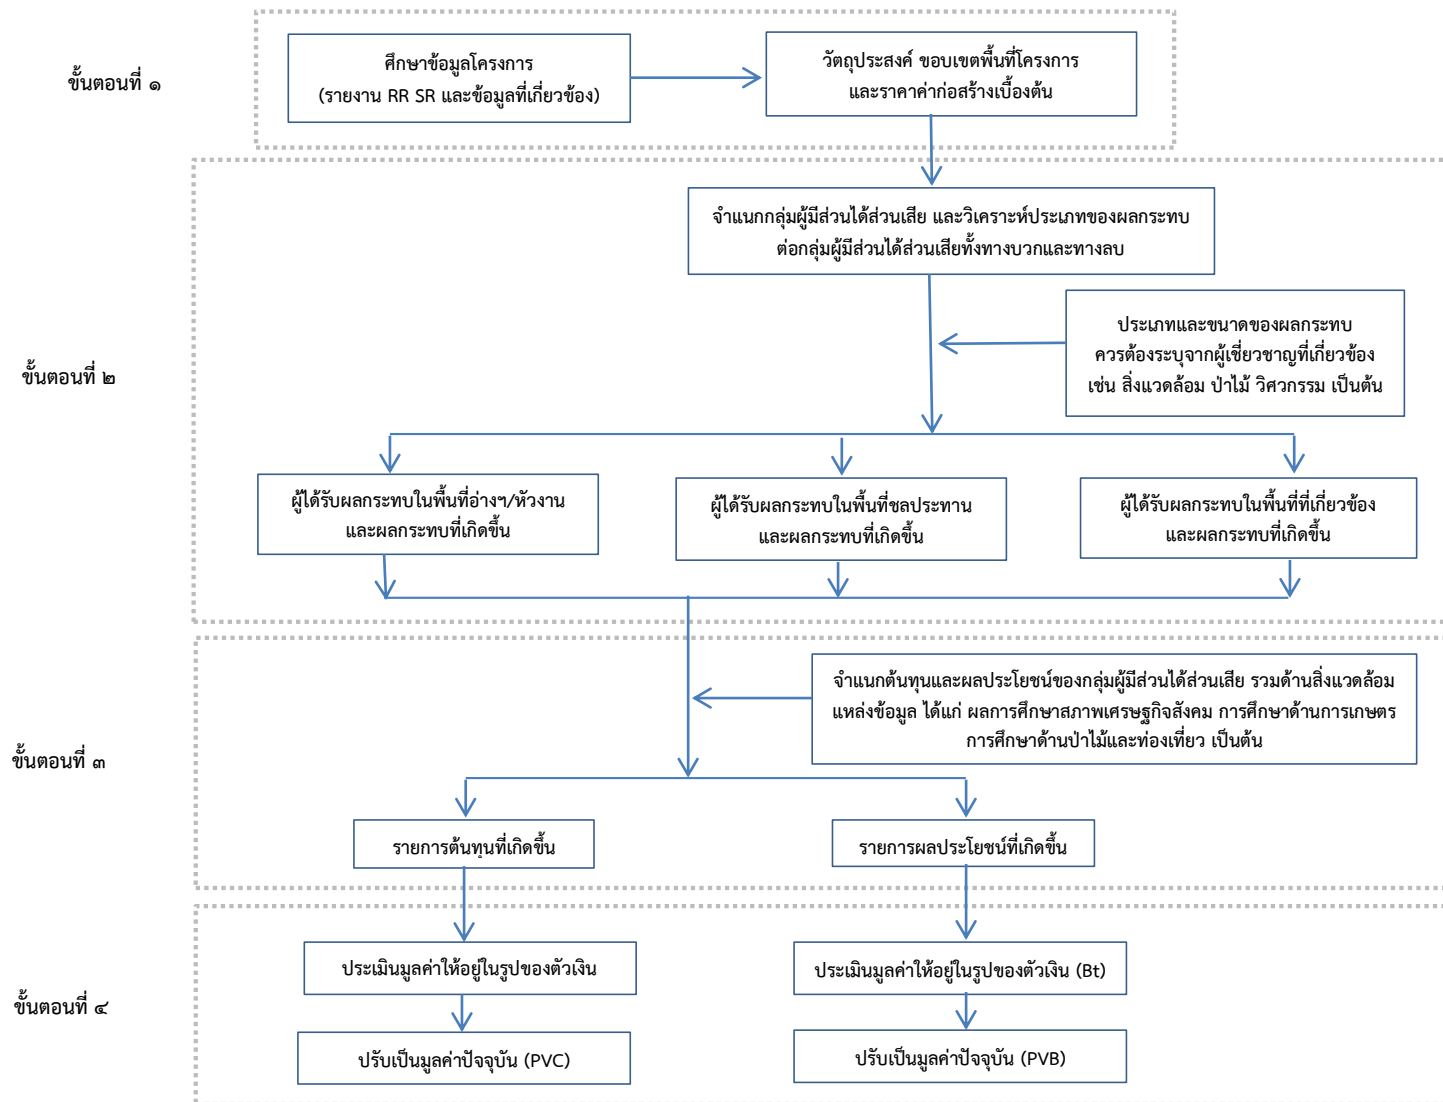 ขั้นตอนที่ ๑
ศึกษาข้อมูลโครงการ
(รายงาน RR SR และข้อมูลที่เกี่ยวข้อง)
วัตถุประสงค์ ขอบเขตพื้นที่โครงการ
และราคาค่าก่อสร้างเบื้องต้น
ขั้นตอนที่ ๒
จำแนกกลุ่มผู้มีส่วนได้ส่วนเสีย และวิเคราะห์ประเภทของผลกระทบ
ต่อกลุ่มผู้มีส่วนได้ส่วนเสียทั้งทางบวกและทางลบ
ประเภทและขนาดของผลกระทบ
ควรต้องระบุจากผู้เชี่ยวชาญที่เกี่ยวข้อง
เช่น สิ่งแวดล้อม ป่าไม้ วิศวกรรม เป็นต้น
ผู้ได้รับผลกระทบในพื้นที่อ่างฯ/หัวงาน
และผลกระทบที่เกิดขึ้น
ผู้ได้รับผลกระทบในพื้นที่ชลประทาน
และผลกระทบที่เกิดขึ้น
ผู้ได้รับผลกระทบในพื้นที่ที่เกี่ยวข้อง
และผลกระทบที่เกิดขึ้น
ขั้นตอนที่ ๓
จำแนกต้นทุนและผลประโยชน์ของกลุ่มผู้มีส่วนได้ส่วนเสีย รวมด้านสิ่งแวดล้อม
แหล่งข้อมูล ได้แก่ ผลการศึกษาสภาพเศรษฐกิจสังคม การศึกษาด้านการเกษตร
การศึกษาด้านป่าไม้และท่องเที่ยว เป็นต้น
รายการต้นทุนที่เกิดขึ้น
รายการผลประโยชน์ที่เกิดขึ้น
ขั้นตอนที่ ๔
ประเมินมูลค่าให้อยู่ในรูปของตัวเงิน
ประเมินมูลค่าให้อยู่ในรูปของตัวเงิน (Bt)
ปรับเป็นมูลค่าปัจจุบัน (PVC)
ปรับเป็นมูลค่าปัจจุบัน (PVB)